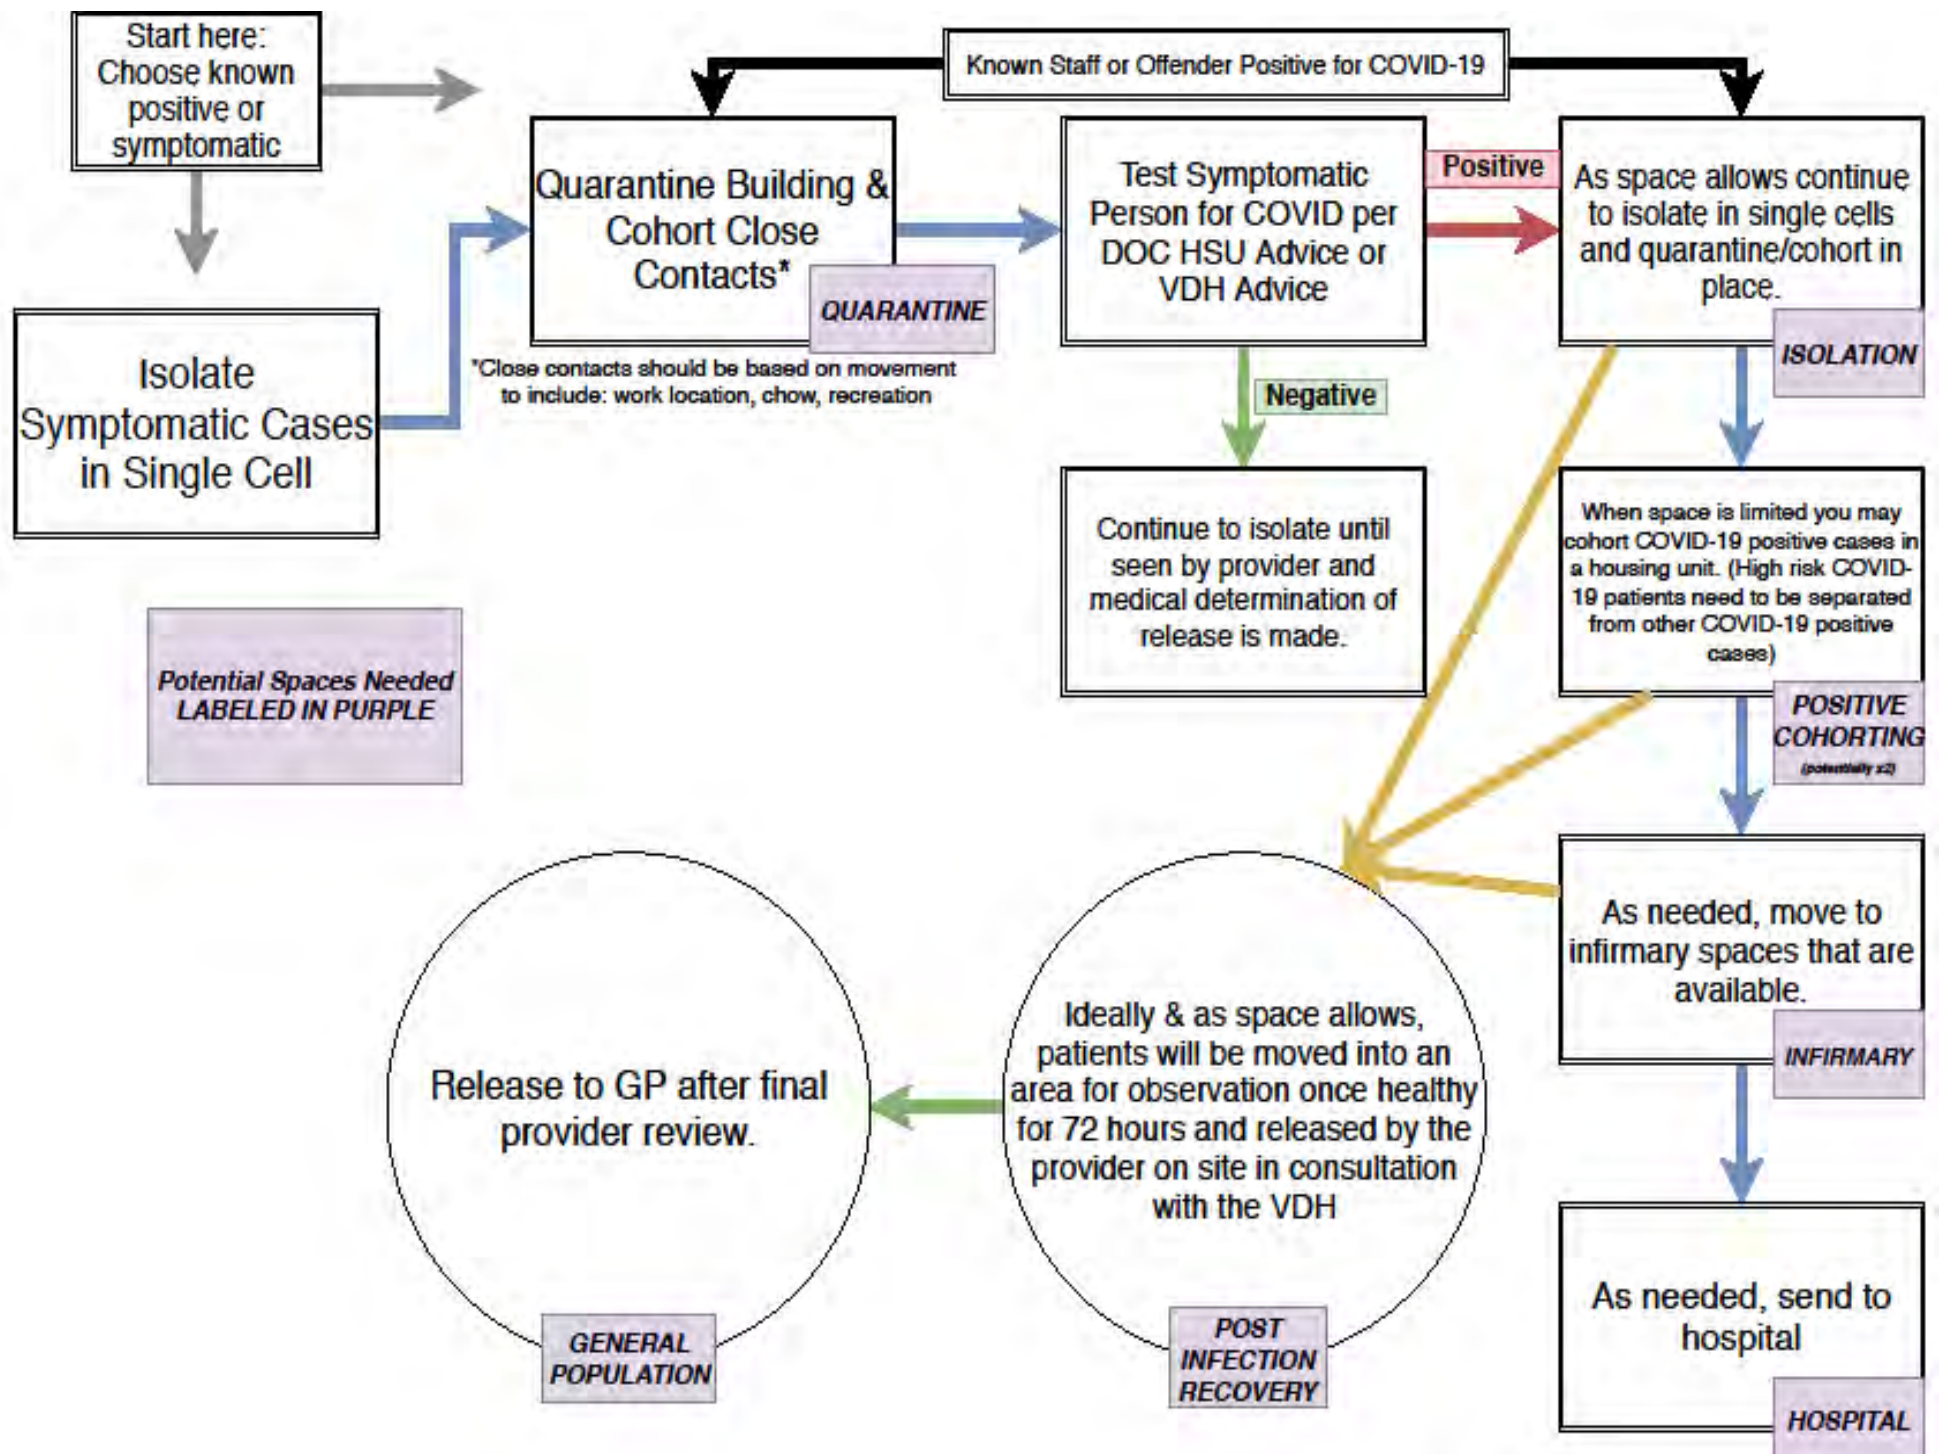 Start here:
Choose known
positive or
symptomatic
Known Staff or Offender Positive for COVID-19
Isolate
Symptomatic Cases
in Single Cell
Quarantine Building &
Cohort Close
Contacts*
QUARANTINE
*Close contacts should be based on movement
to include: work location, chow, recreation
Test Symptomatic
Person for COVID per
DOC HSU Advice or
VDH Advice
Positive
As space allows continue
to isolate in single cells
and quarantine/cohort in
place.
ISOLATION
Negative
Continue to isolate until
seen by provider and
medical determination of
release is made.
When space is limited you may
cohort COVID-19 positive cases in
a housing unit. (High risk COVID-
19 patients need to be separated
from other COVID-19 positive
cases)
POSITIVE
COHORTING
(potentially x2)
Potential Spaces Needed
LABELED IN PURPLE
As needed, move to
infirmary spaces that are
available.
INFIRMARY
Release to GP after final
provider review.
GENERAL
POPULATION
Ideally & as space allows,
patients will be moved into an
area for observation once healthy
for 72 hours and released by the
provider on site in consultation
with the VDH
POST
INFECTION
RECOVERY
As needed, send to
hospital
HOSPITAL